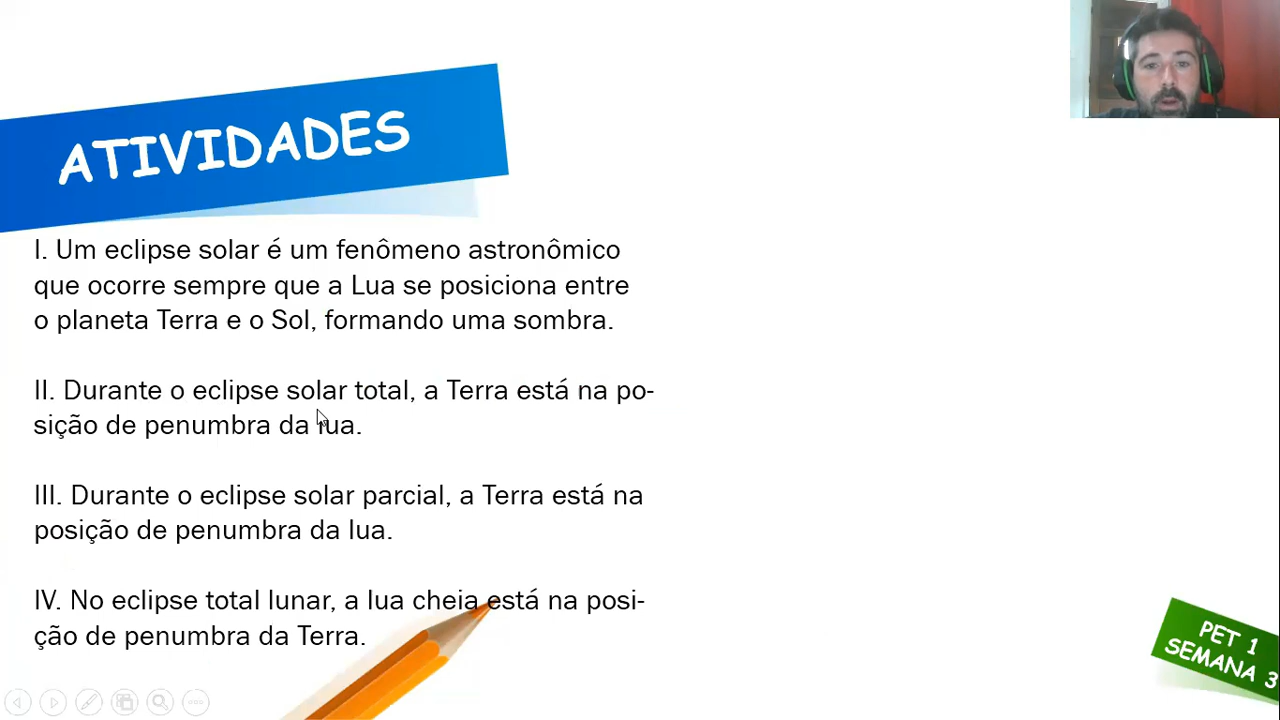 ATIVIDADES
I. Um eclipse solar é um fenômeno astronômico
que ocorre sempre que a Lua se posiciona entre
o planeta Terra e o Sol, formando uma sombra.
II. Durante o eclipse solar total, a Terra está na po-
sição de penumbra da lua.
III. Durante o eclipse solar parcial, a Terra está na
posição de penumbra da lua.
IV. No eclipse total lunar, a lua cheia está na posi-
ção de penumbra da Terra.
PET 1
SEMANA 3